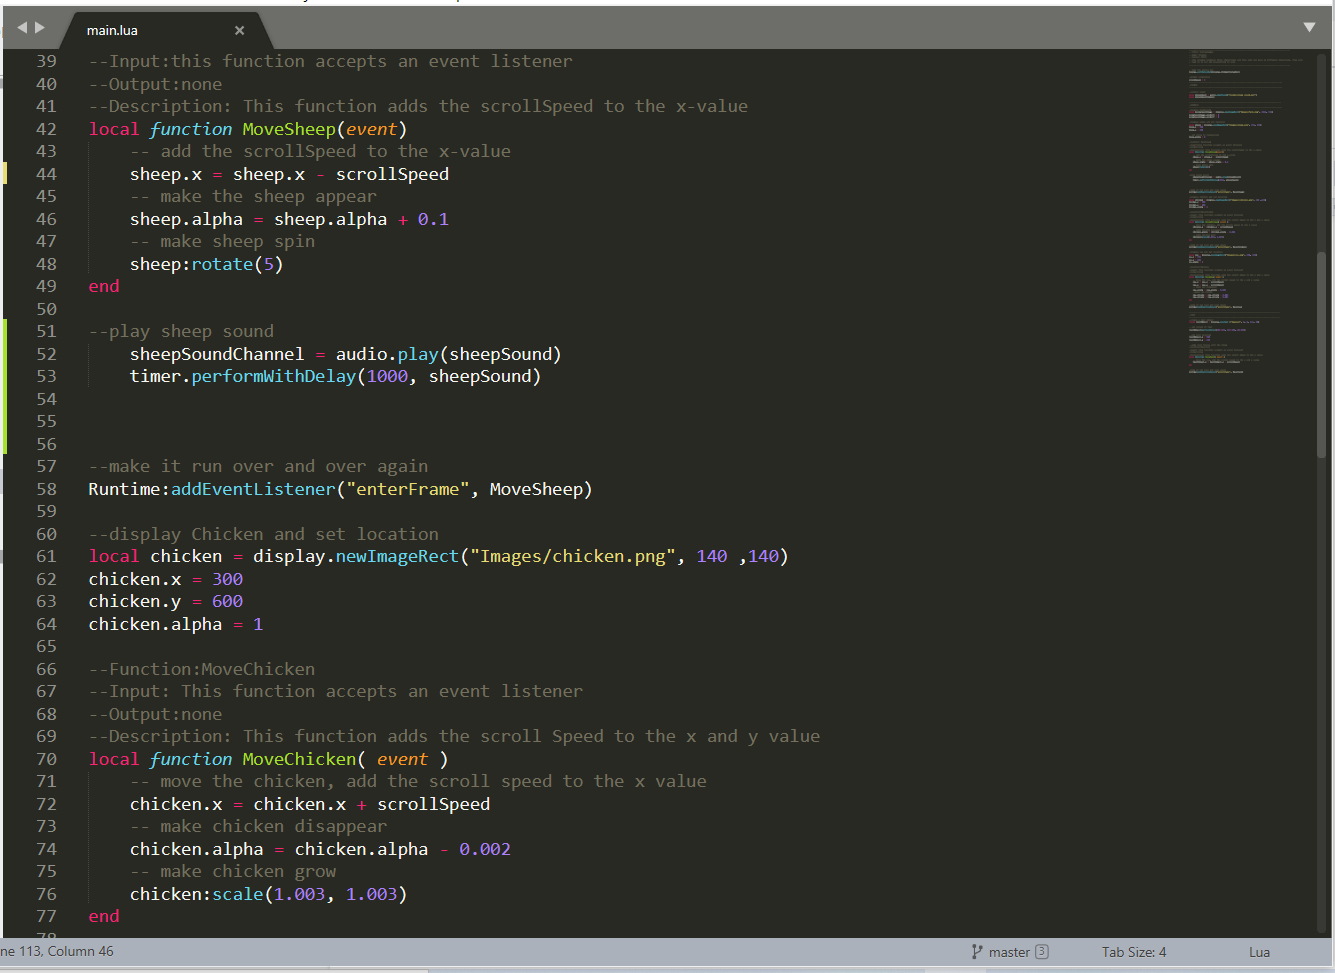 main.lua ×
39 --Input:this function accepts an event listener
40 --Output:none
41 --Description: This function adds the scrollSpeed to the x-value
42 local function MoveSheep(event)
43 -- add the scrollSpeed to the x-value
44 sheep.x = sheep.x - scrollSpeed
45 -- make the sheep appear
46 sheep.alpha = sheep.alpha + 0.1
47 -- make sheep spin
48 sheep:rotate(5)
49 end
50
51 --play sheep sound
52 sheepSoundChannel = audio.play(sheepSound)
53 timer.performWithDelay(1000, sheepSound)
54
55
56
57 --make it run over and over again
58 Runtime:addEventListener("enterFrame", MoveSheep)
59
60 --display Chicken and set location
61 local chicken = display.newImageRect("Images/chicken.png", 140 ,140)
62 chicken.x = 300
63 chicken.y = 600
64 chicken.alpha = 1
65
66 --Function:MoveChicken
67 --Input: This function accepts an event listener
68 --Output:none
69 --Description: This function adds the scroll Speed to the x and y value
70 local function MoveChicken( event )
71 -- move the chicken, add the scroll speed to the x value
72 chicken.x = chicken.x + scrollSpeed
73 -- make chicken disappear
74 chicken.alpha = chicken.alpha - 0.002
75 -- make chicken grow
76 chicken:scale(1.003, 1.003)
77 end
78
ne 113, Column 46 master 3 Tab Size: 4 Lua